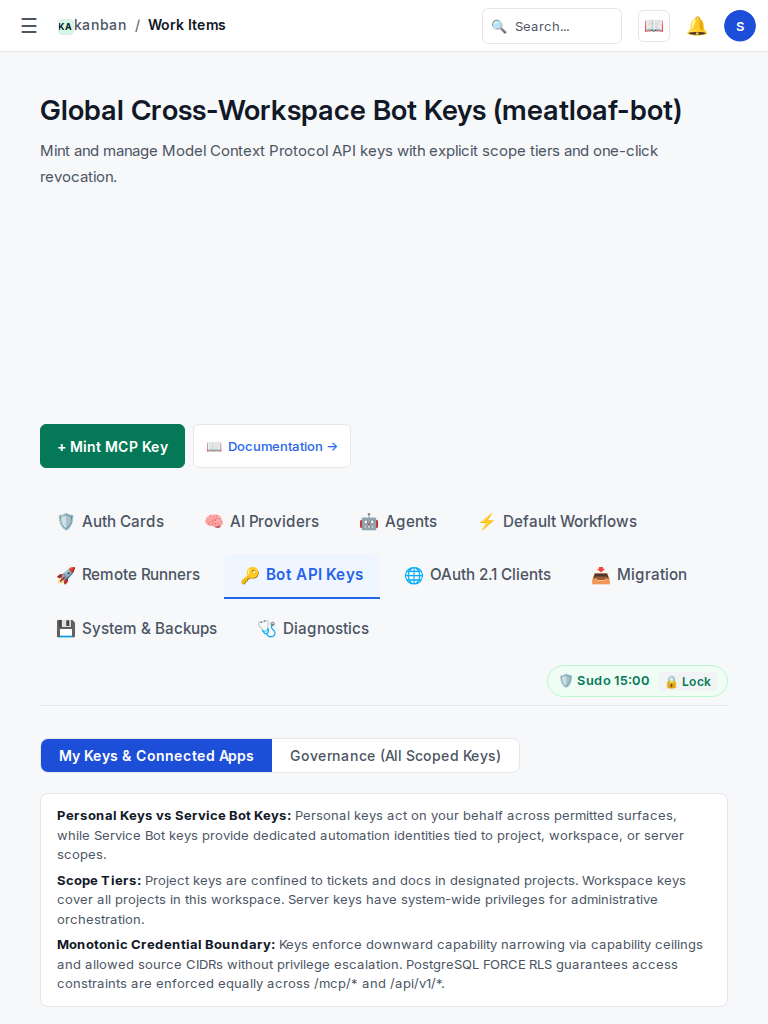 KA kanban / Work Items
Search...
S
Global Cross-Workspace Bot Keys (meatloaf-bot)
Mint and manage Model Context Protocol API keys with explicit scope tiers and one-click
revocation.
+ Mint MCP Key
Documentation →
Auth Cards
AI Providers
Agents
Default Workflows
Remote Runners
Bot API Keys
OAuth 2.1 Clients
Migration
System & Backups
Diagnostics
Sudo 15:00
Lock
My Keys & Connected Apps
Governance (All Scoped Keys)
Personal Keys vs Service Bot Keys: Personal keys act on your behalf across permitted surfaces,
while Service Bot keys provide dedicated automation identities tied to project, workspace, or server
scopes.
Scope Tiers: Project keys are confined to tickets and docs in designated projects. Workspace keys
cover all projects in this workspace. Server keys have system-wide privileges for administrative
orchestration.
Monotonic Credential Boundary: Keys enforce downward capability narrowing via capability ceilings
and allowed source CIDRs without privilege escalation. PostgreSQL FORCE RLS guarantees access
constraints are enforced equally across /mcp/* and /api/v1/*.